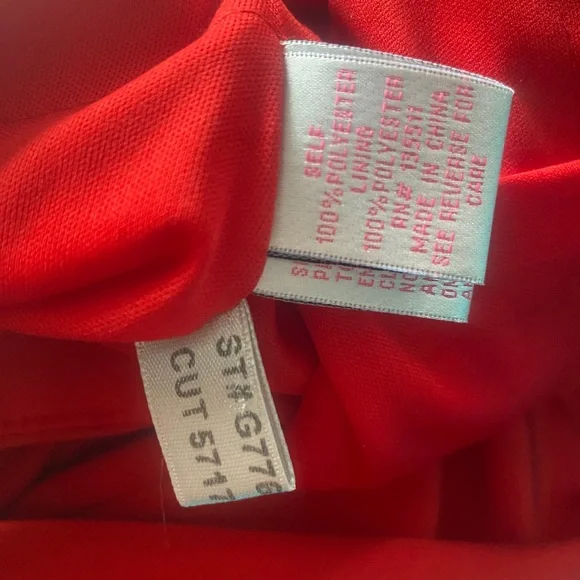 SELF
100%POLYESTER
LINING
100%POLYESTER
RN# 135511
MADE IN CHINA
SEE REVERSE FOR
CARE
ST# G776
CUT 5717